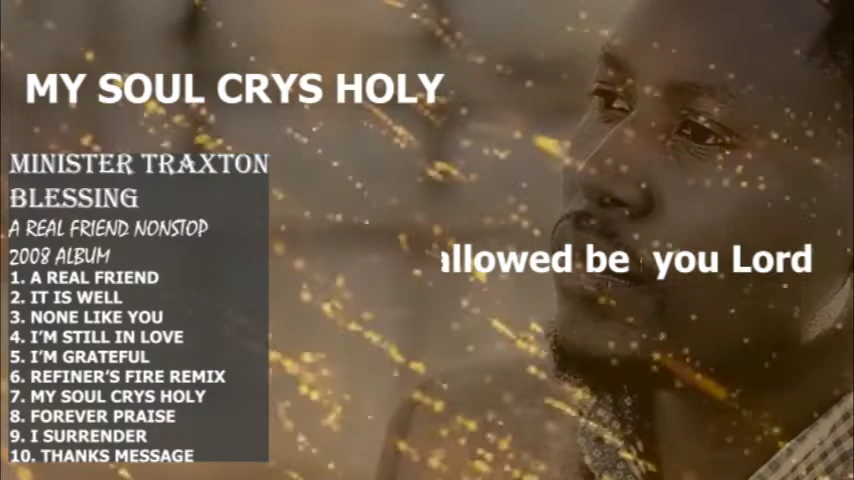 MY SOUL CRYS HOLY
MINISTER TRAXTON
BLESSING
A REAL FRIEND NONSTOP
2008 ALBUM
allowed be you Lord
1. A REAL FRIEND
2. IT IS WELL
3. NONE LIKE YOU
4. I'M STILL IN LOVE
5. I'M GRATEFUL
6. REFINER'S FIRE REMIX
7. MY SOUL CRYS HOLY
8. FOREVER PRAISE
9. I SURRENDER
10. THANKS MESSAGE